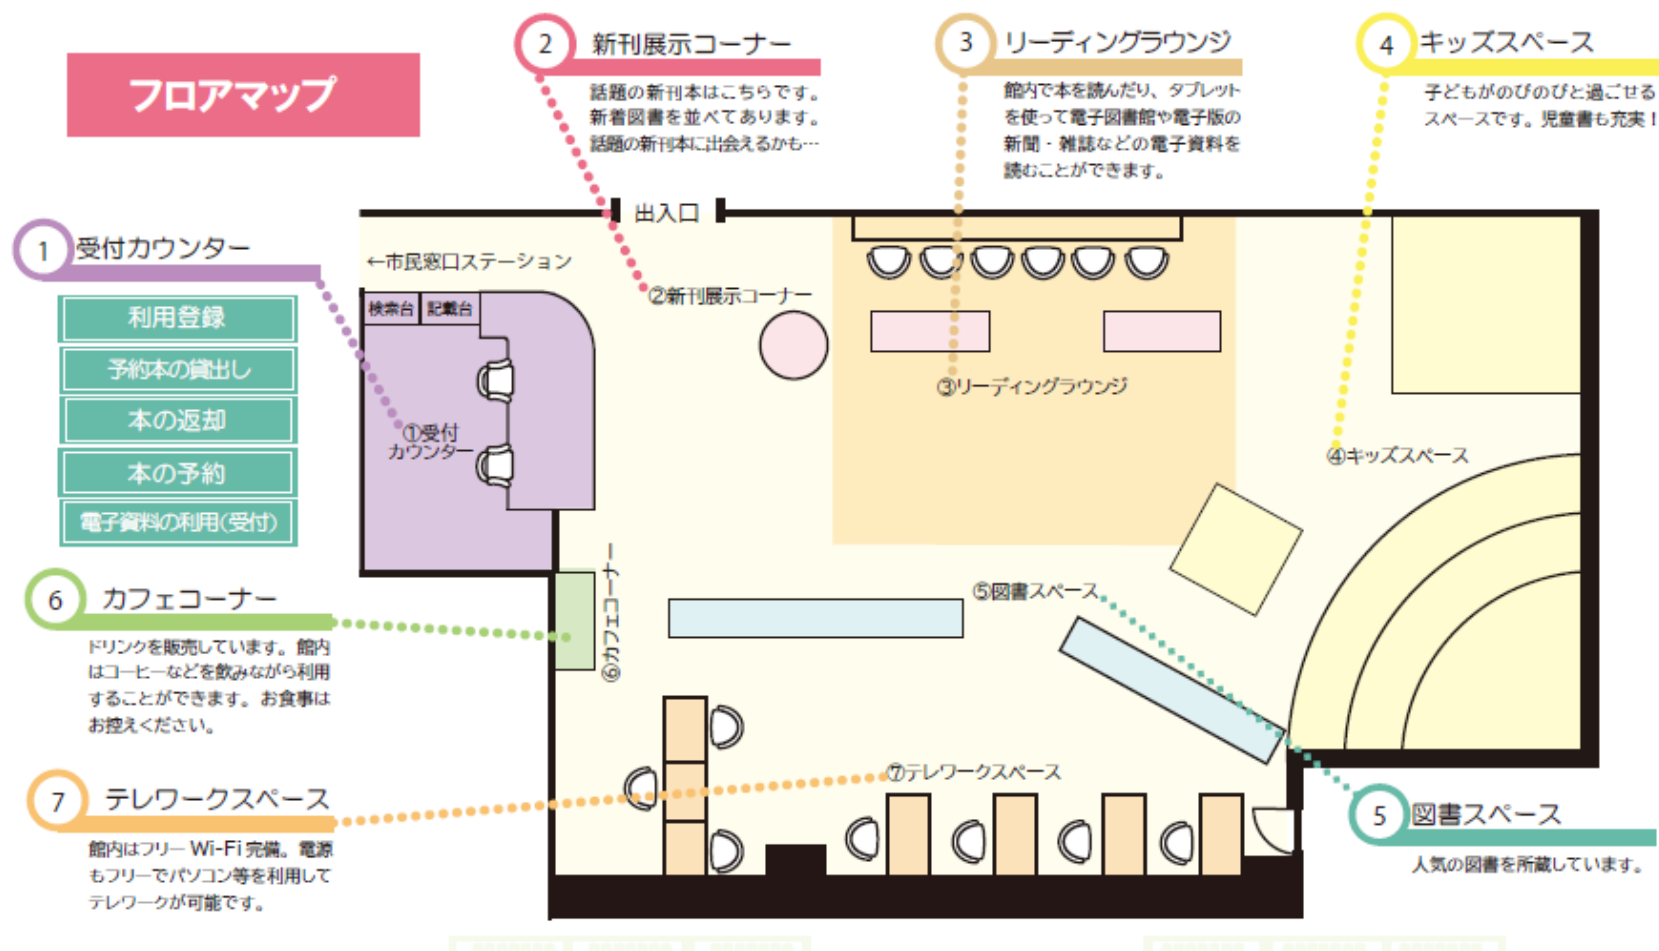 フロアマップ
2 新刊展示コーナー
話題の新刊本はこちらです。
新着図書を並べてあります。
話題の新刊本に出会えるかも…
3 リーディングラウンジ
館内で本を読んだり、タブレット
を使って電子図書館や電子版の
新聞・雑誌などの電子資料を
読むことができます。
4 キッズスペース
子どもがのびのびと過ごせる
スペースです。児童書も充実！
1 受付カウンター
利用登録
予約本の貸出し
本の返却
本の予約
電子資料の利用(受付)
6 カフェコーナー
ドリンクを販売しています。館内
はコーヒーなどを飲みながら利用
することができます。お食事は
お控えください。
7 テレワークスペース
館内はフリー Wi-Fi 完備。電源
もフリーでパソコン等を利用して
テレワークが可能です。
出入口
←市民窓口ステーション
検索台 記載台
②新刊展示コーナー
③リーディングラウンジ
①受付
カウンター
④キッズスペース
⑥カフェコーナー
⑤図書スペース
⑦テレワークスペース
5 図書スペース
人気の図書を所蔵しています。